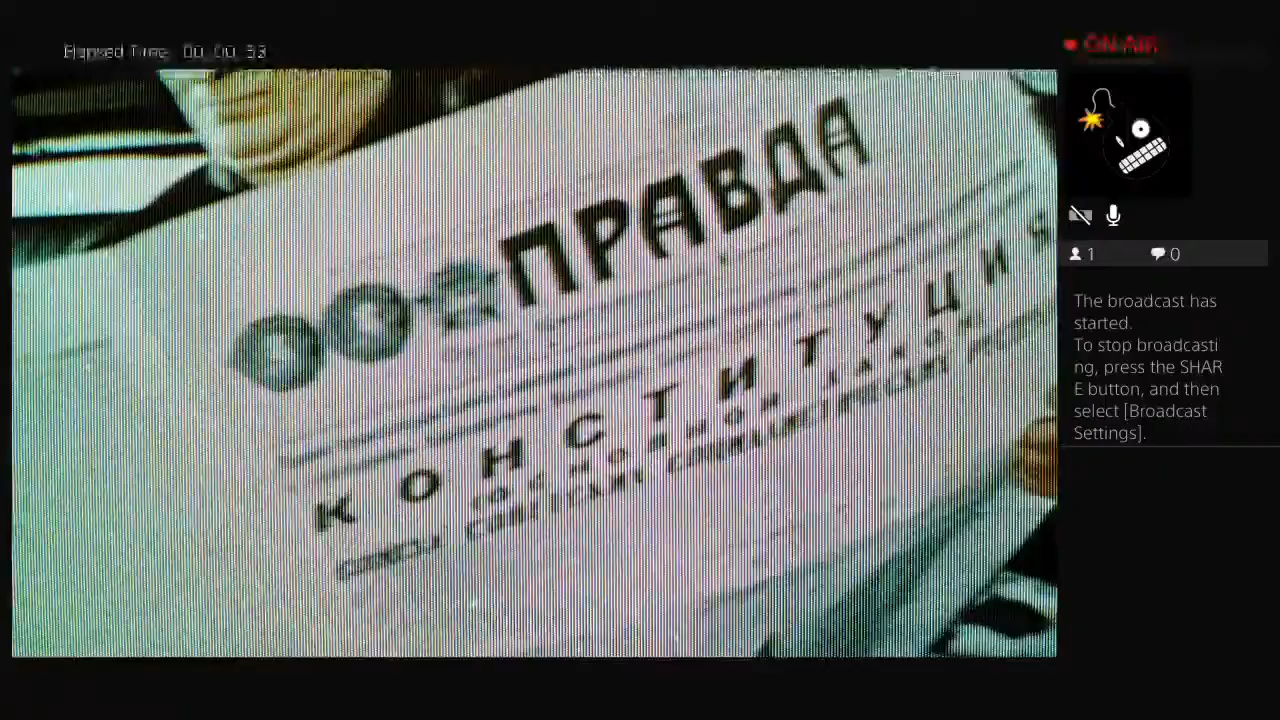 Elapsed Time 00:00:33
ON-AIR
ПРАВДА
КОНСТИТУЦИЯ
1
0
The broadcast has
started.
To stop broadcasti
ng, press the SHAR
E button, and then
select [Broadcast
Settings].